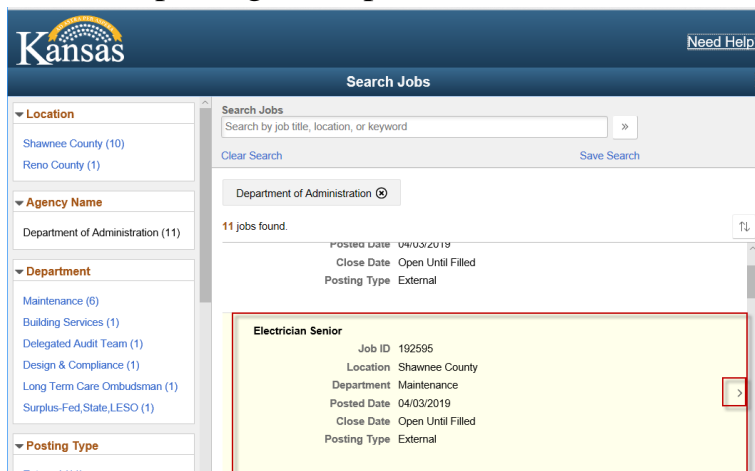 Kansas
Need Help
Search Jobs
Location
Shawnee County (10)
Reno County (1)
Agency Name
Department of Administration (11)
Department
Maintenance (6)
Building Services (1)
Delegated Audit Team (1)
Design & Compliance (1)
Long Term Care Ombudsman (1)
Surplus-Fed,State,LESO (1)
Posting Type
Search Jobs
Search by job title, location, or keyword
»
Clear Search
Save Search
Department of Administration
11 jobs found.
Posted Date 04/03/2019
Close Date Open Until Filled
Posting Type External
Electrician Senior
Job ID 192595
Location Shawnee County
Department Maintenance
Posted Date 04/03/2019
Close Date Open Until Filled
Posting Type External